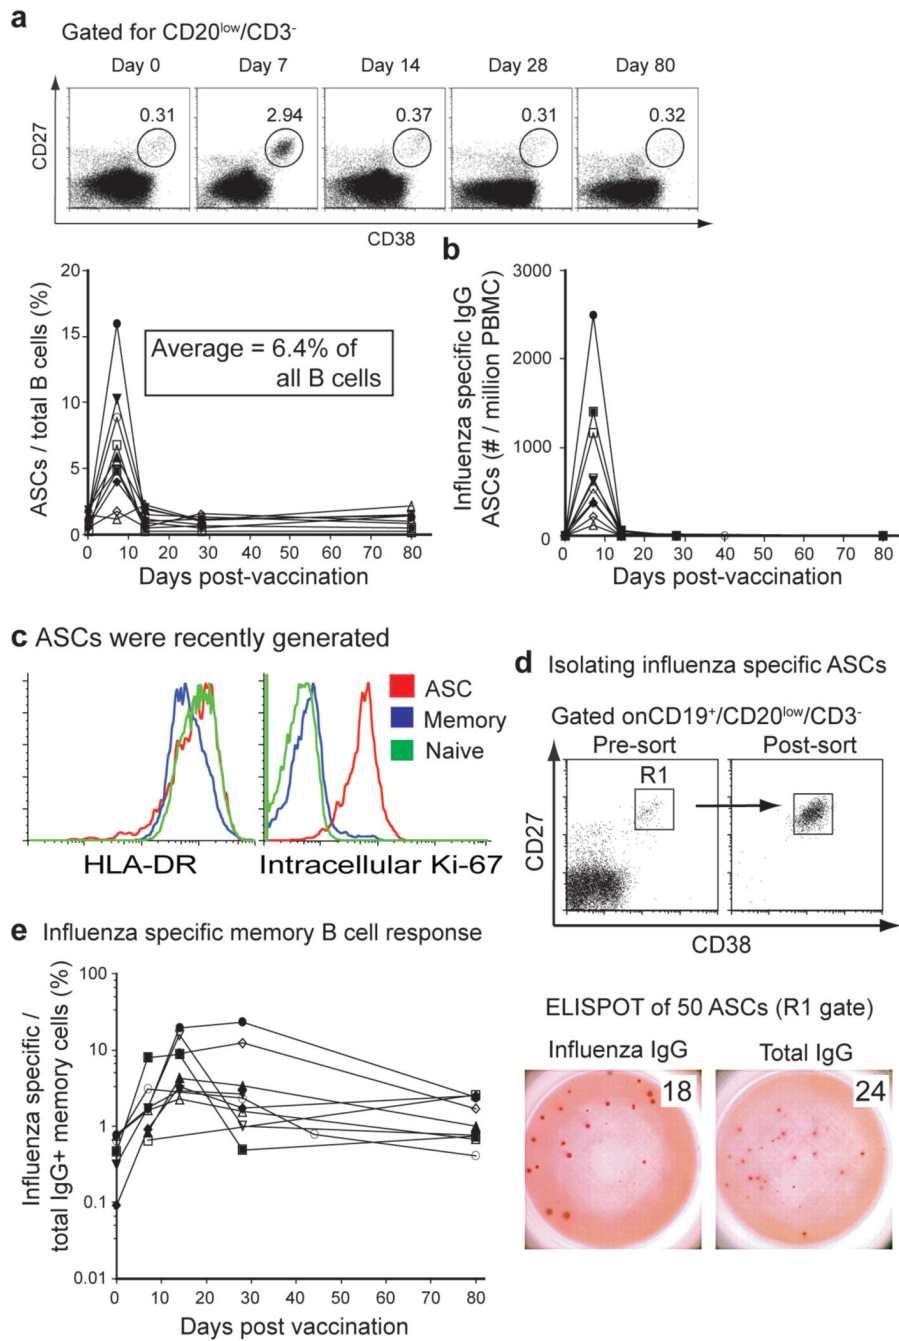 a
Gated for CD20low/CD3-
Day 0 Day 7 Day 14 Day 28 Day 80
0.31 2.94 0.37 0.31 0.32
CD27
CD38
ASCs / total B cells (%)
20
15
10
5
0
Average = 6.4% of
all B cells
0 10 20 30 40 50 60 70 80
Days post-vaccination
b
Influenza specific IgG
ASCs (# / million PBMC)
3000
2000
1000
0
0 10 20 30 40 50 60 70 80
Days post-vaccination
c ASCs were recently generated
ASC
Memory
Naive
HLA-DR
Intracellular Ki-67
d Isolating influenza specific ASCs
Gated onCD19+/CD20low/CD3-
Pre-sort Post-sort
R1
CD27
CD38
ELISPOT of 50 ASCs (R1 gate)
Influenza IgG Total IgG
18 24
e Influenza specific memory B cell response
Influenza specific /
total IgG+ memory cells (%)
100
10
1
0.1
0.01
0 10 20 30 40 50 60 70 80
Days post vaccination